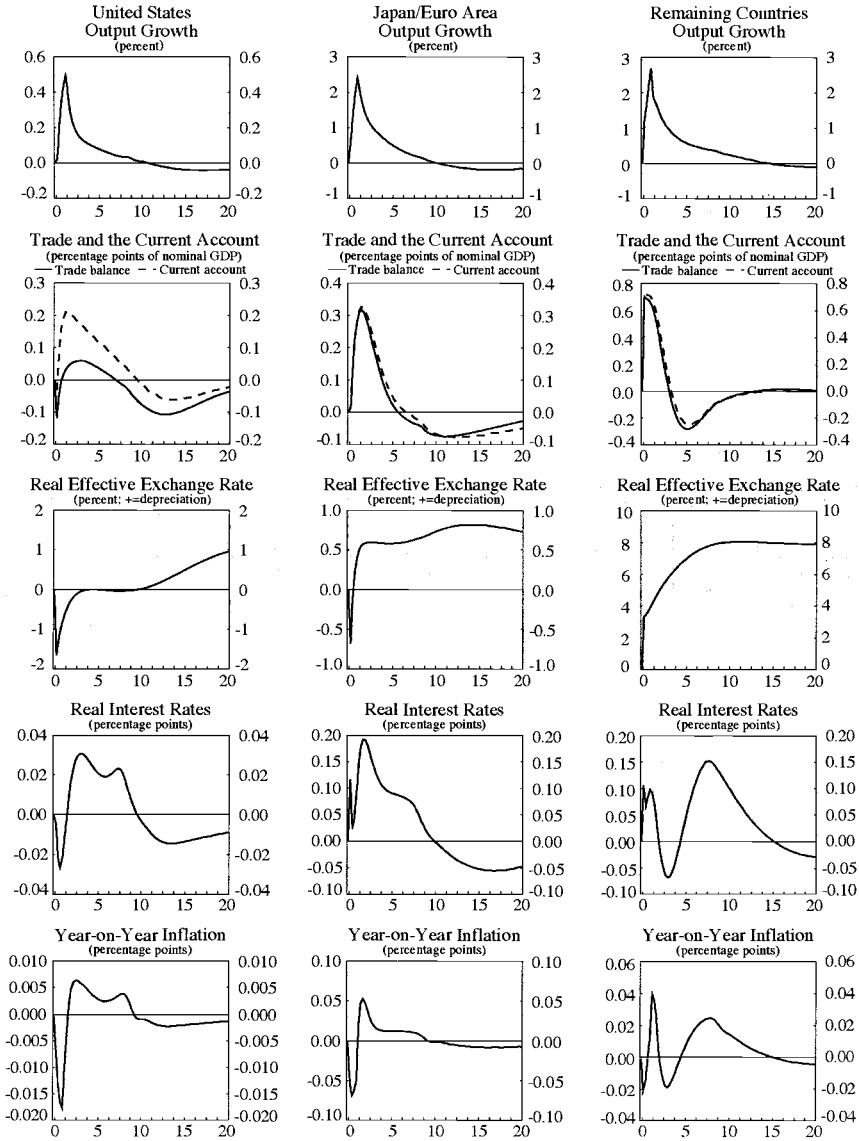 United States
Output Growth
(percent)
0.6 0.6
0.4 0.4
0.2 0.2
0.0 0.0
-0.2 -0.2
0 5 10 15 20
Japan/Euro Area
Output Growth
(percent)
3 3
2 2
1 1
0 0
-1 -1
0 5 10 15 20
Remaining Countries
Output Growth
(percent)
3 3
2 2
1 1
0 0
-1 -1
0 5 10 15 20
Trade and the Current Account
(percentage points of nominal GDP)
Trade balance Current account
0.3 0.3
0.2 0.2
0.1 0.1
0.0 0.0
-0.1 -0.1
-0.2 -0.2
0 5 10 15 20
Trade and the Current Account
(percentage points of nominal GDP)
Trade balance Current account
0.4 0.4
0.3 0.3
0.2 0.2
0.1 0.1
0.0 0.0
-0.1 -0.1
0 5 10 15 20
Trade and the Current Account
(percentage points of nominal GDP)
Trade balance Current account
0.8 0.8
0.6 0.6
0.4 0.4
0.2 0.2
0.0 0.0
-0.2 -0.2
-0.4 -0.4
0 5 10 15 20
Real Effective Exchange Rate
(percent; +=depreciation)
2 2
1 1
0 0
-1 -1
-2 -2
0 5 10 15 20
Real Effective Exchange Rate
(percent; +=depreciation)
1.0 1.0
0.5 0.5
0.0 0.0
-0.5 -0.5
-1.0 -1.0
0 5 10 15 20
Real Effective Exchange Rate
(percent; +=depreciation)
10 10
8 8
6 6
4 4
2 2
0 0
0 5 10 15 20
Real Interest Rates
(percentage points)
0.04 0.04
0.02 0.02
0.00 0.00
-0.02 -0.02
-0.04 -0.04
0 5 10 15 20
Real Interest Rates
(percentage points)
0.20 0.20
0.15 0.15
0.10 0.10
0.05 0.05
0.00 0.00
-0.05 -0.05
-0.10 -0.10
0 5 10 15 20
Real Interest Rates
(percentage points)
0.20 0.20
0.15 0.15
0.10 0.10
0.05 0.05
0.00 0.00
-0.05 -0.05
-0.10 -0.10
0 5 10 15 20
Year-on-Year Inflation
(percentage points)
0.010 0.010
0.005 0.005
0.000 0.000
-0.005 -0.005
-0.010 -0.010
-0.015 -0.015
-0.020 -0.020
0 5 10 15 20
Year-on-Year Inflation
(percentage points)
0.10 0.10
0.05 0.05
0.00 0.00
-0.05 -0.05
-0.10 -0.10
0 5 10 15 20
Year-on-Year Inflation
(percentage points)
0.06 0.06
0.04 0.04
0.02 0.02
0.00 0.00
-0.02 -0.02
-0.04 -0.04
0 5 10 15 20